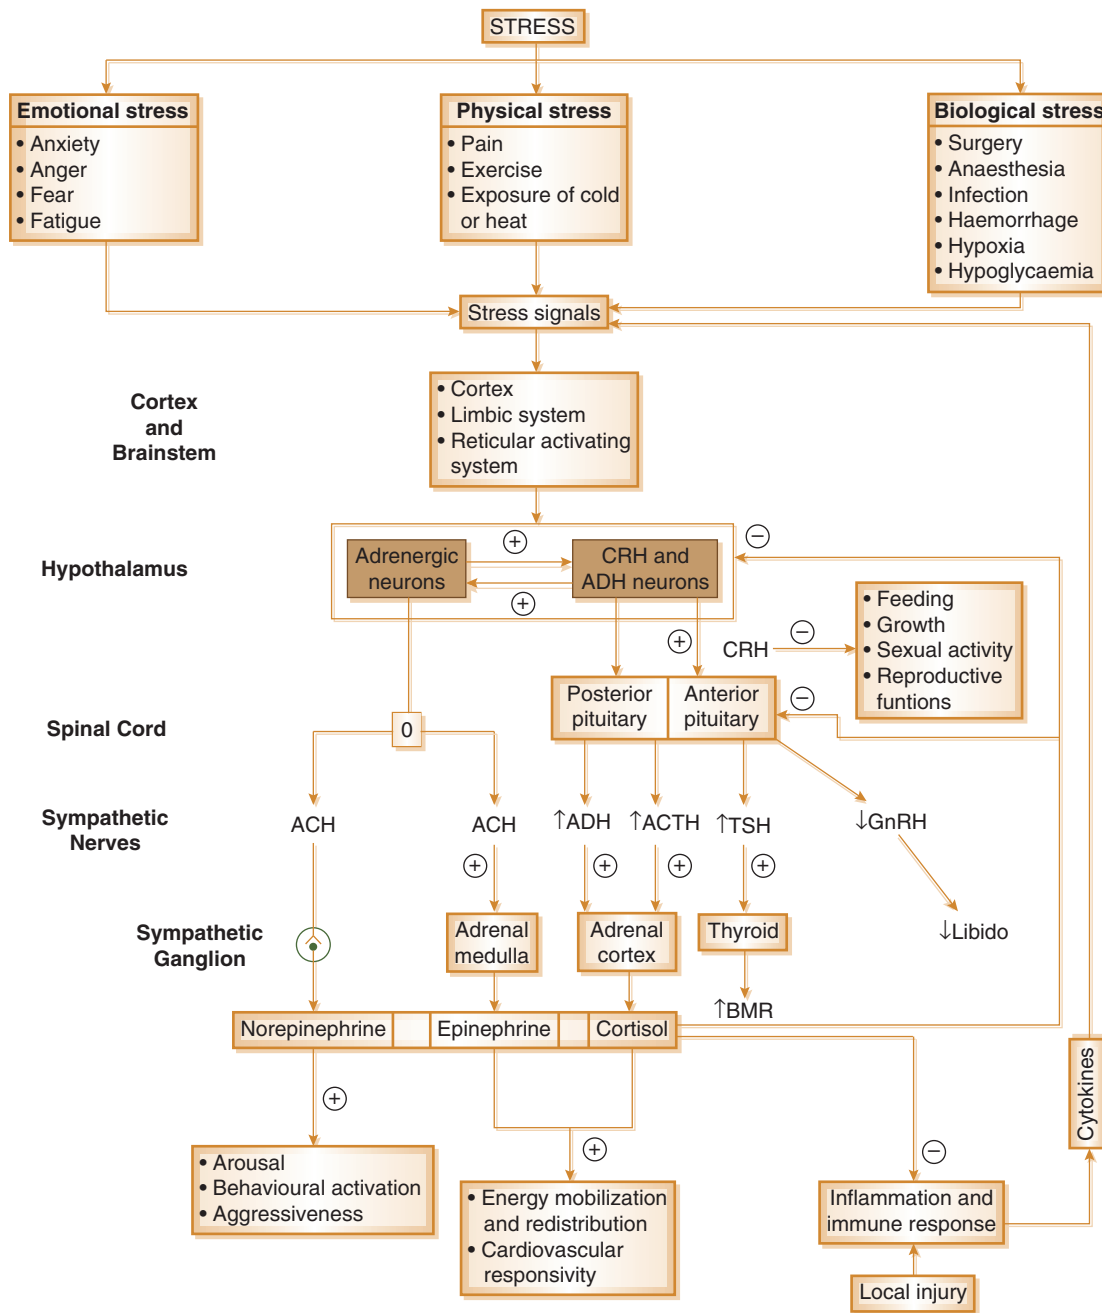 STRESS
Emotional stress
• Anxiety
• Anger
• Fear
• Fatigue
Physical stress
• Pain
• Exercise
• Exposure of cold
or heat
Biological stress
• Surgery
• Anaesthesia
• Infection
• Haemorrhage
• Hypoxia
• Hypoglycaemia
Stress signals
Cortex
and
Brainstem
• Cortex
• Limbic system
• Reticular activating
system
Hypothalamus
Adrenergic
neurons
+
+
CRH and
ADH neurons
−
+
CRH
−
• Feeding
• Growth
• Sexual activity
• Reproductive
funtions
Posterior
pituitary
Anterior
pituitary
−
Spinal Cord
0
Sympathetic
Nerves
ACH
ACH
↑ADH
↑ACTH
↑TSH
↓GnRH
+
+
+
+
Sympathetic
Ganglion
Adrenal
medulla
Adrenal
cortex
Thyroid
↓Libido
↑BMR
Norepinephrine
Epinephrine
Cortisol
Cytokines
+
+
−
• Arousal
• Behavioural activation
• Aggressiveness
• Energy mobilization
and redistribution
• Cardiovascular
responsivity
Inflammation and
immune response
Local injury